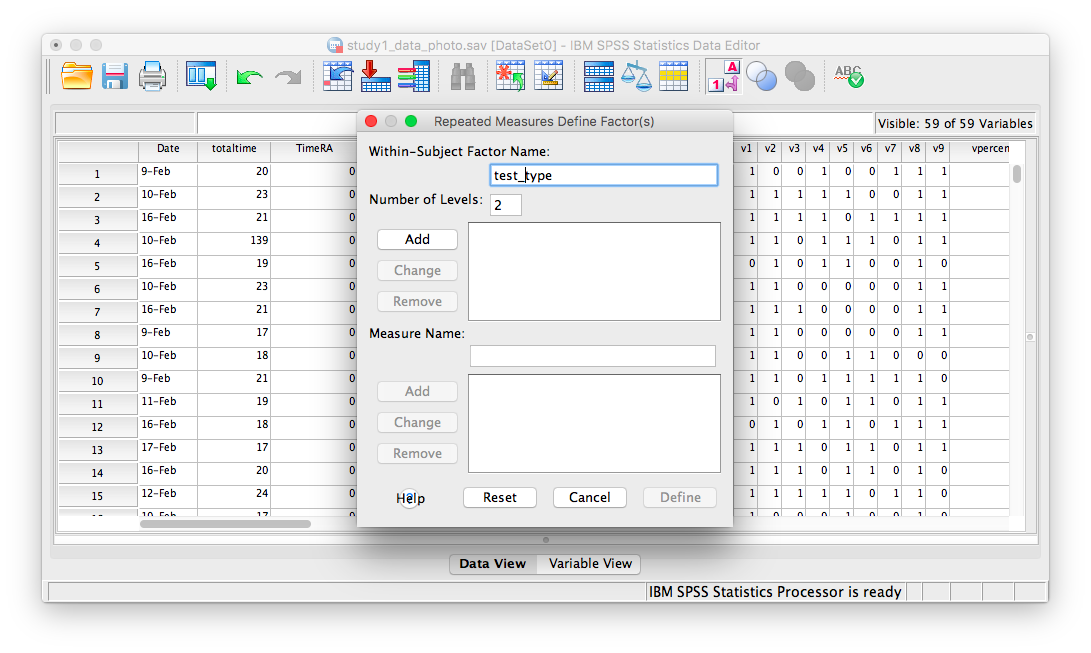 study1_data_photo.sav [DataSet0] - IBM SPSS Statistics Data Editor
A
1
ABC
Visible: 59 of 59 Variables
Repeated Measures Define Factor(s)
Within-Subject Factor Name:
test_type
Number of Levels: 2
Add
Change
Remove
Measure Name:
Add
Change
Remove
Help Reset Cancel Define
Date totaltime TimeRA v1 v2 v3 v4 v5 v6 v7 v8 v9 vpercen
1 9-Feb 20 0 1 0 0 1 0 0 1 1 1
2 10-Feb 23 0 1 1 1 1 1 0 0 1 1
3 16-Feb 21 0 1 1 1 1 0 1 1 1 1
4 10-Feb 139 0 1 1 0 1 1 1 0 1 1
5 16-Feb 19 0 0 1 0 1 1 0 0 1 0
6 10-Feb 23 0 1 1 0 0 0 0 0 1 1
7 16-Feb 21 0 1 1 1 0 0 0 0 1 1
8 9-Feb 17 0 1 1 0 0 0 0 0 1 1
9 10-Feb 18 0 1 1 0 0 1 1 0 0 0
10 9-Feb 21 0 1 1 0 1 1 1 1 1 0
11 11-Feb 19 0 1 0 1 0 1 1 0 1 1
12 16-Feb 18 0 0 1 0 1 1 0 1 1 1
13 17-Feb 17 0 1 1 1 0 1 1 0 1 1
14 16-Feb 20 0 1 1 1 0 1 0 0 1 0
15 12-Feb 24 0 1 1 1 1 1 0 1 1 0
Data View Variable View
IBM SPSS Statistics Processor is ready